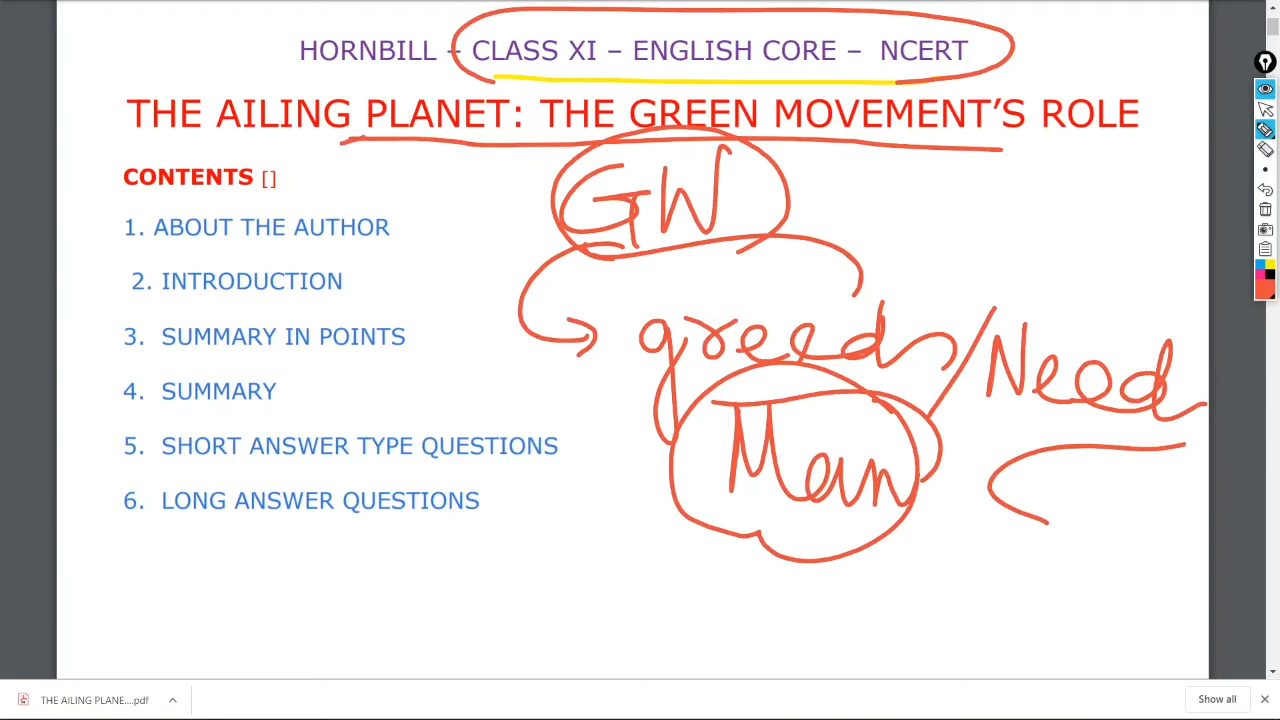 HORNBILL – CLASS XI – ENGLISH CORE – NCERT
THE AILING PLANET: THE GREEN MOVEMENT’S ROLE
CONTENTS []
GW
1. ABOUT THE AUTHOR
2. INTRODUCTION
3. SUMMARY IN POINTS
greed / Need
4. SUMMARY
Man
5. SHORT ANSWER TYPE QUESTIONS
6. LONG ANSWER QUESTIONS
THE AILING PLANE....pdf
Show all